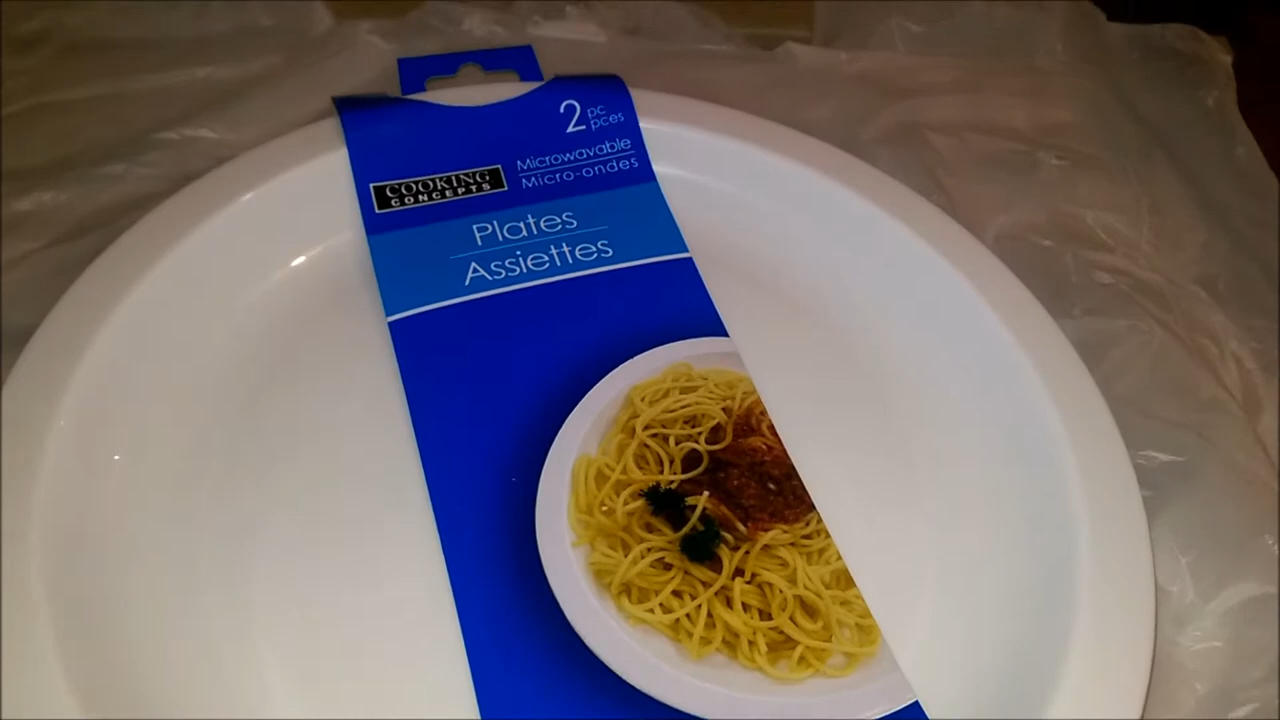 2 pc
pces
Microwavable
Micro-ondes
COOKING
CONCEPTS
Plates
Assiettes